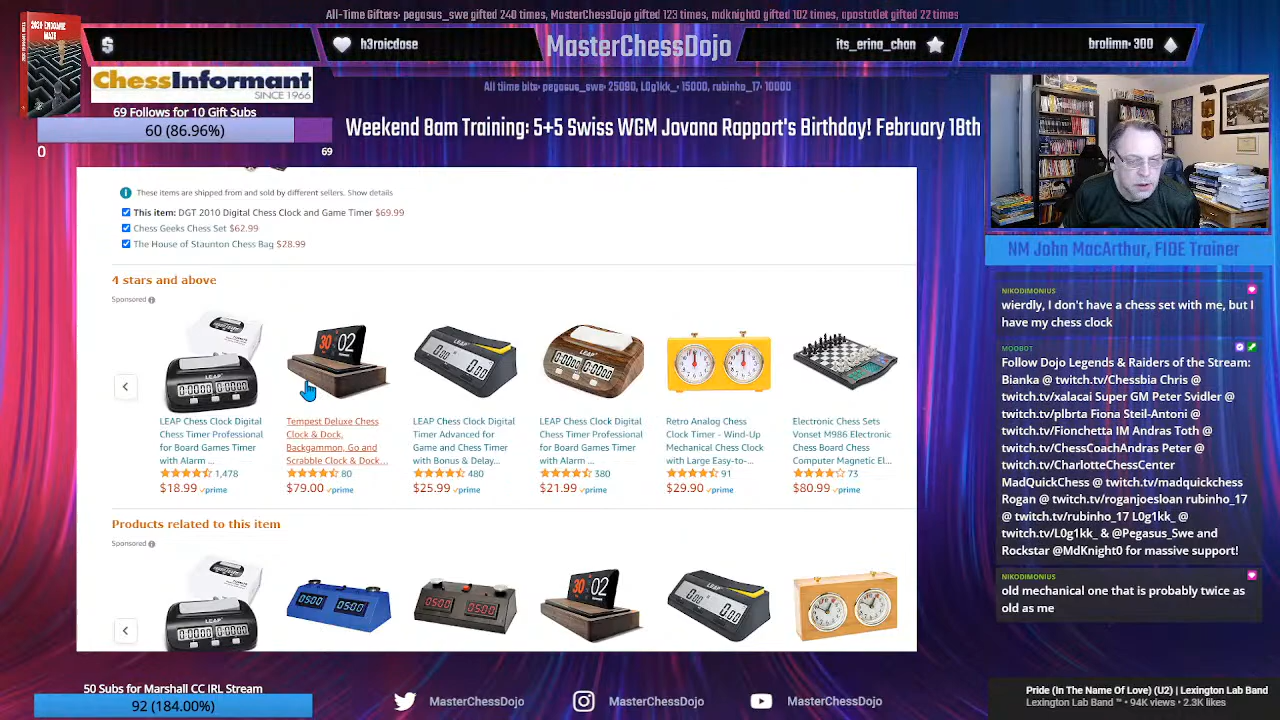 All-Time Gifters• pegasus_swe gifted 240 times, MasterChessDojo gifted 123 times, mdknight0 gifted 102 times, apostatlet gifted 22 times
$
h3roicdose
MasterChessDojo
its_erina_chan
brolimn• 300
ChessInformant
SINCE 1966
All time bits• pegasus_swe• 25090, L0g1kk_• 15000, rubinho_17• 10000
69 Follows for 10 Gift Subs
60 (86.96%)
0
69
Weekend 8am Training: 5+5 Swiss WGM Jovana Rapport's Birthday! February 18th
These items are shipped from and sold by different sellers. Show details
This item: DGT 2010 Digital Chess Clock and Game Timer $69.99
Chess Geeks Chess Set $62.99
The House of Staunton Chess Bag $28.99
4 stars and above
Sponsored
LEAP Chess Clock Digital
Chess Timer Professional
for Board Games Timer
with Alarm ...
1,478
$18.99 prime
Tempest Deluxe Chess
Clock & Dock,
Backgammon, Go and
Scrabble Clock & Dock...
80
$79.00 prime
LEAP Chess Clock Digital
Timer Advanced for
Game and Chess Timer
with Bonus & Delay...
480
$25.99 prime
LEAP Chess Clock Digital
Chess Timer Professional
for Board Games Timer
with Alarm ...
380
$21.99 prime
Retro Analog Chess
Clock Timer - Wind-Up
Mechanical Chess Clock
with Large Easy-to-...
91
$29.90 prime
Electronic Chess Sets
Vonset M986 Electronic
Chess Board Chess
Computer Magnetic El...
73
$80.99 prime
Products related to this item
Sponsored
NM John MacArthur, FIDE Trainer
NIKODIMONIUS
wierdly, I don't have a chess set with me, but I
have my chess clock
MOOBOT
Follow Dojo Legends & Raiders of the Stream:
Bianka @ twitch.tv/Chessbia Chris @
twitch.tv/xalacai Super GM Peter Svidler @
twitch.tv/plbrta Fiona Steil-Antoni @
twitch.tv/Fionchetta IM Andras Toth @
twitch.tv/ChessCoachAndras Peter @
twitch.tv/CharlotteChessCenter
MadQuickChess @ twitch.tv/madquickchess
Rogan @ twitch.tv/roganjoesloan rubinho_17
@ twitch.tv/rubinho_17 L0g1kk_ @
twitch.tv/L0g1kk_ & @Pegasus_Swe and
Rockstar @MdKnight0 for massive support!
NIKODIMONIUS
old mechanical one that is probably twice as
old as me
50 Subs for Marshall CC IRL Stream
92 (184.00%)
MasterChessDojo
MasterChessDojo
MasterChessDojo
Pride (In The Name Of Love) (U2) | Lexington Lab Band
Lexington Lab Band ™ • 94K views • 2.3K likes